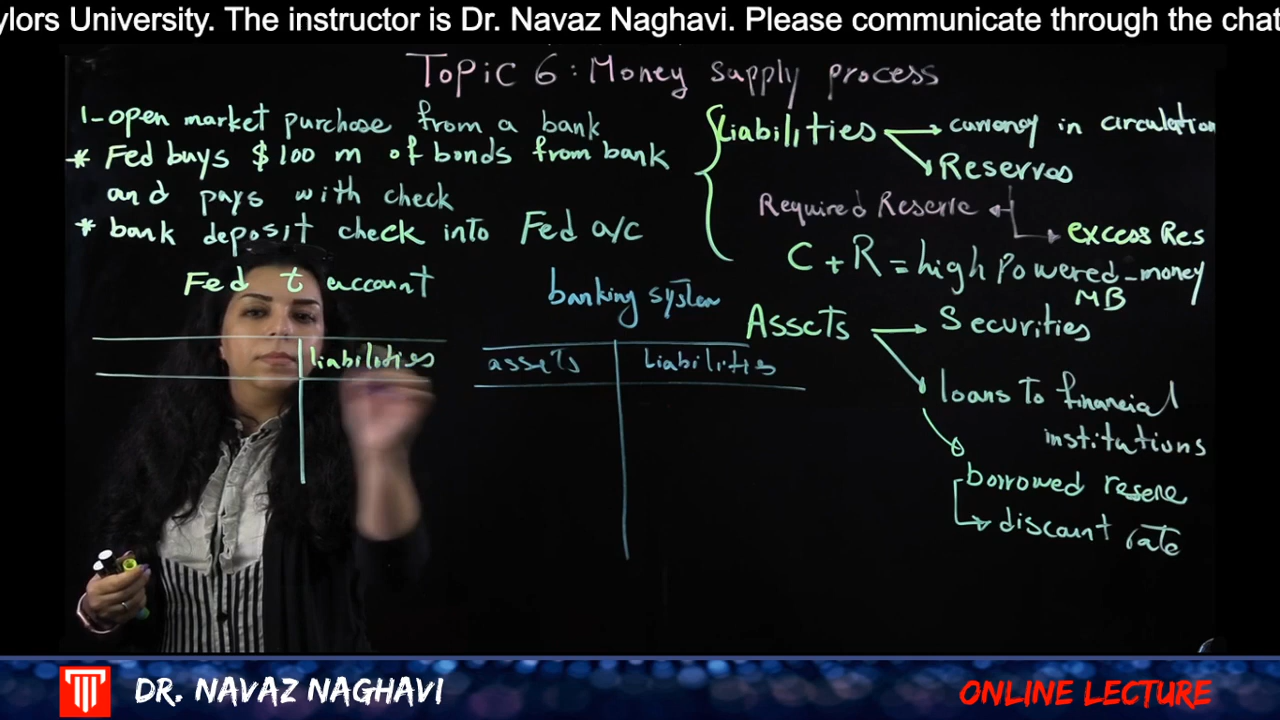 ylors University. The instructor is Dr. Navaz Naghavi. Please communicate through the chat
Topic 6: Money supply process
1-open market purchase from a bank
* Fed buys $100 m of bonds from bank
and pays with check
* bank deposit check into Fed a/c
Fed t account
liabilities
banking system
assets liabilities
liabilities currency in circulation
Reserves
Required Reserve
excess Res
C + R = high powered-money
MB
Assets Securities
loans to financial
institutions
borrowed resere
discount rate
DR. NAVAZ NAGHAVI
ONLINE LECTURE